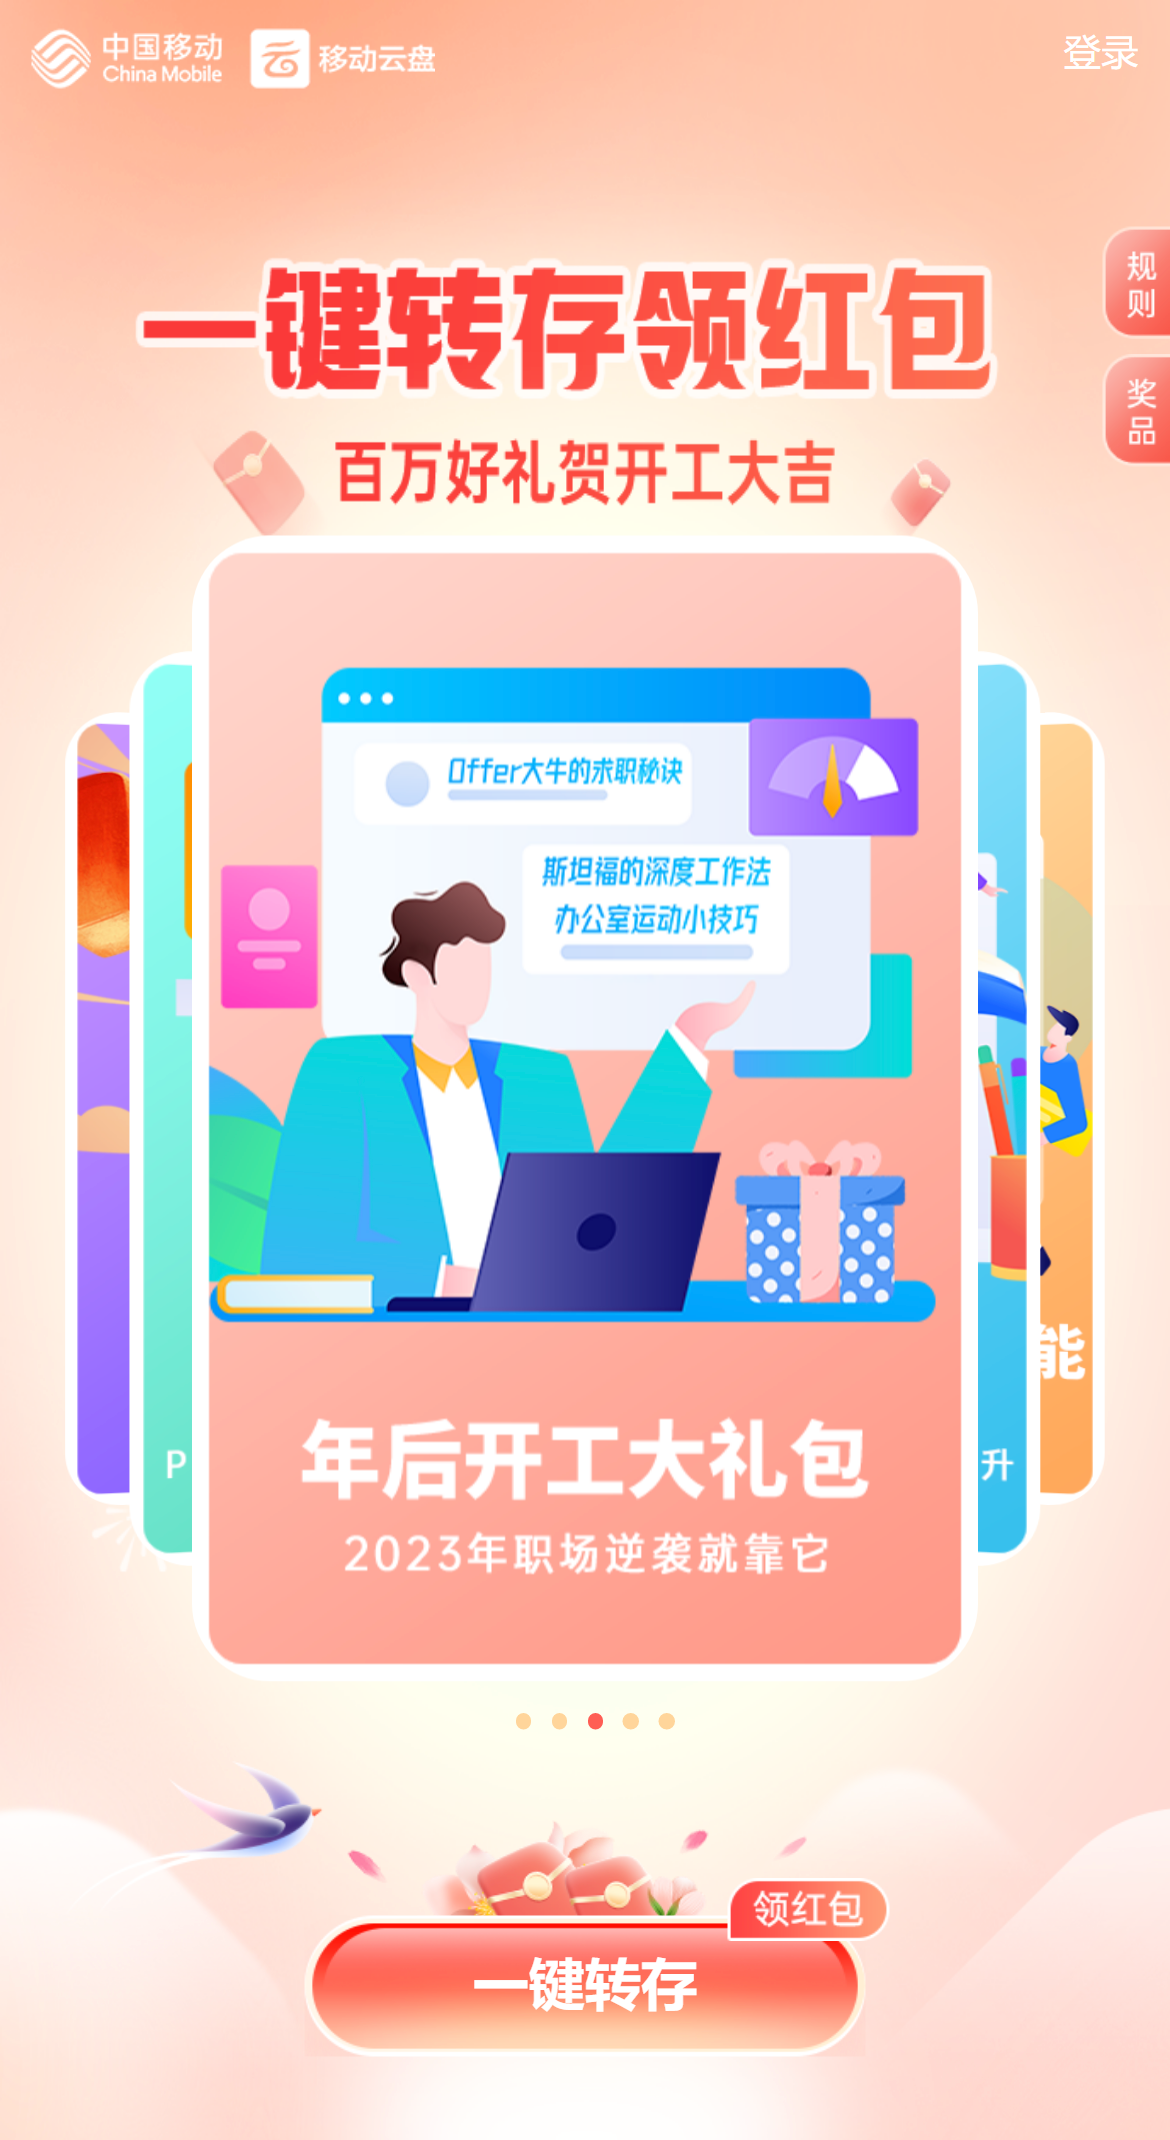 中国移动
China Mobile
移动云盘
登录
规则
奖品
一键转存领红包
百万好礼贺开工大吉
Offer大牛的求职秘诀
斯坦福的深度工作法
办公室运动小技巧
能
P
升
年后开工大礼包
2023年职场逆袭就靠它
领红包
一键转存